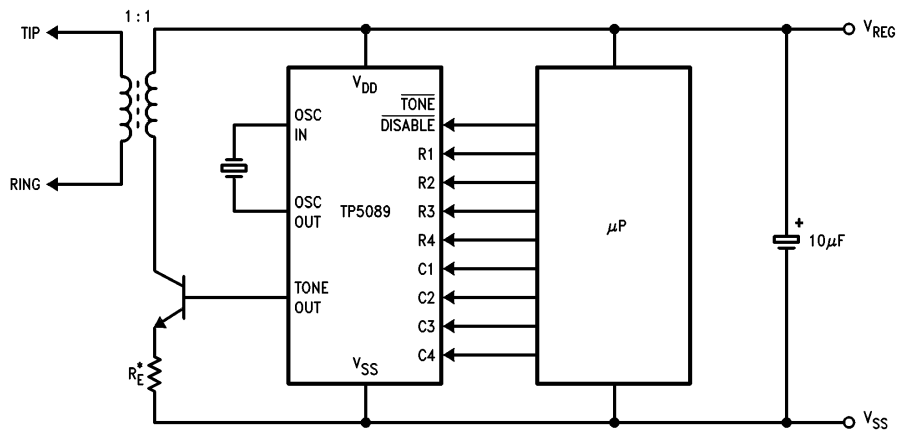 1:1
TIP
RING
V_REG
V_DD
OSC
IN
OSC
OUT
TP5089
TONE
OUT
V_SS
TONE
DISABLE
R1
R2
R3
R4
C1
C2
C3
C4
μP
+
10μF
R_E*
V_SS